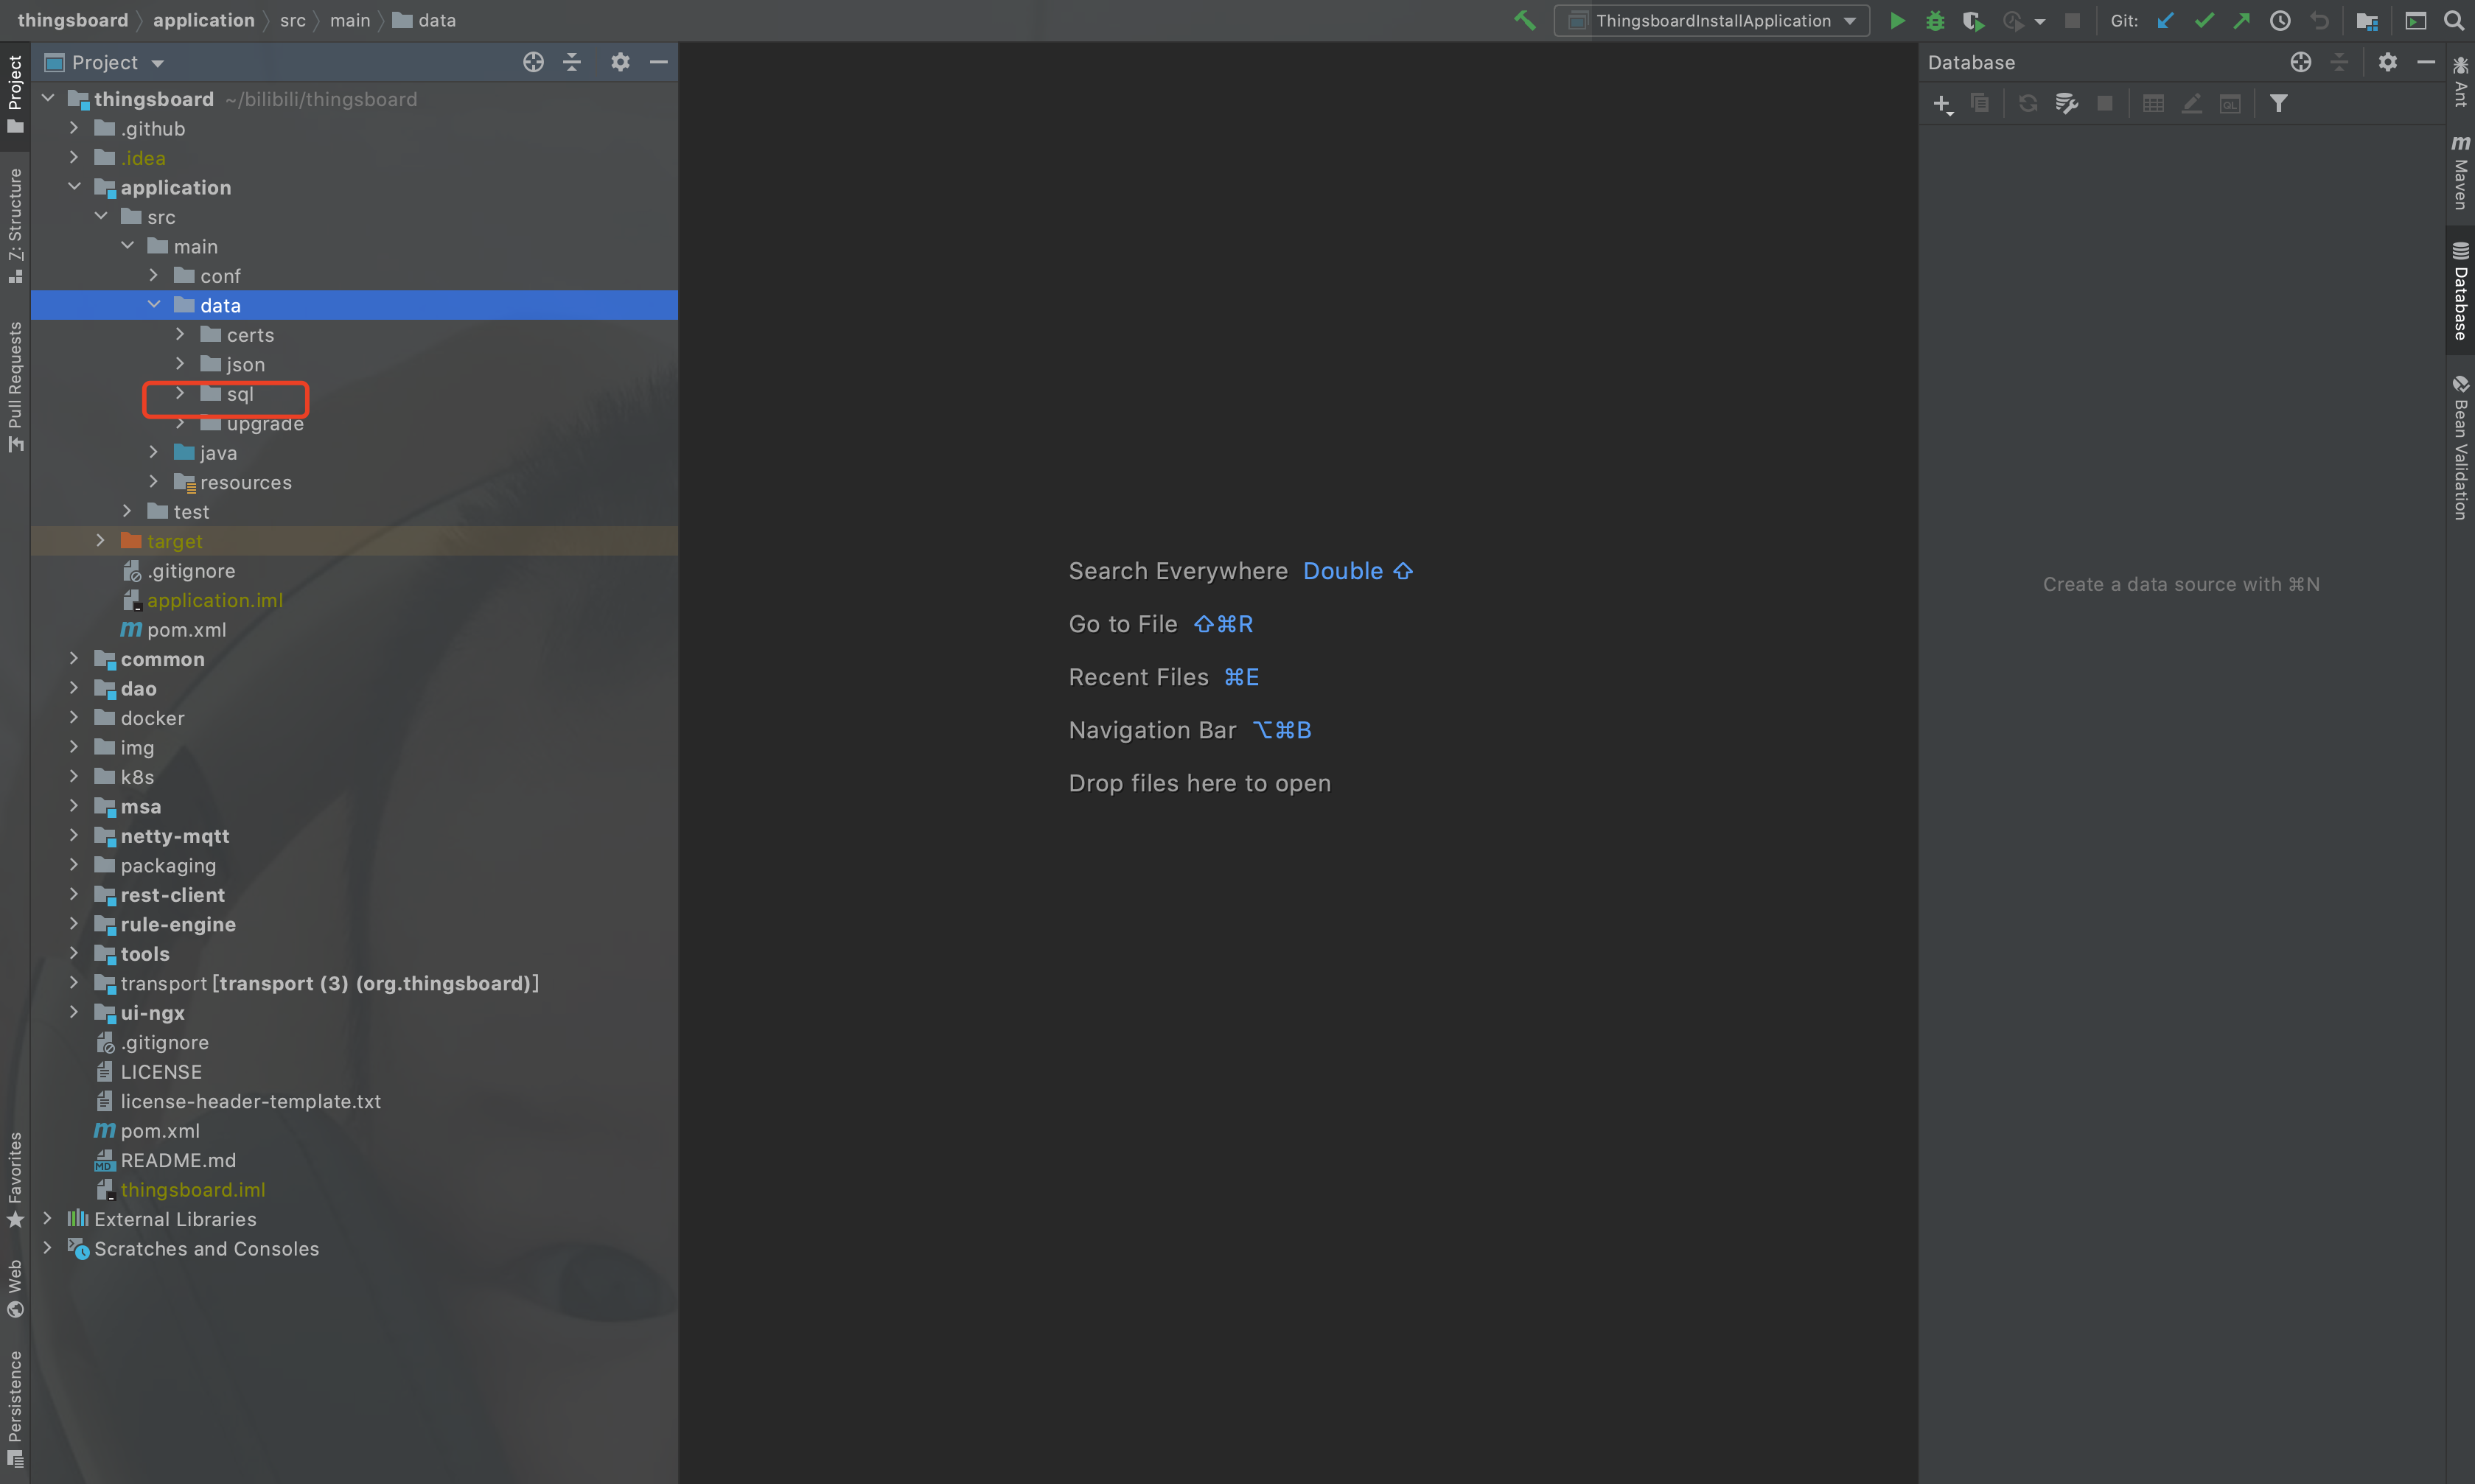 thingsboard application src main data
ThingsboardInstallApplication
Git:
Project
Project
Z: Structure
Pull Requests
Favorites
Web
Persistence
thingsboard ~/bilibili/thingsboard
.github
.idea
application
src
main
conf
data
certs
json
sql
upgrade
java
resources
test
target
.gitignore
application.iml
m pom.xml
common
dao
docker
img
k8s
msa
netty-mqtt
packaging
rest-client
rule-engine
tools
transport [transport (3) (org.thingsboard)]
ui-ngx
.gitignore
LICENSE
license-header-template.txt
m pom.xml
MD README.md
thingsboard.iml
External Libraries
Scratches and Consoles
Search Everywhere Double ⇧
Go to File ⇧⌘R
Recent Files ⌘E
Navigation Bar ⌥⌘B
Drop files here to open
Database
QL
Create a data source with ⌘N
Ant
m Maven
Database
Bean Validation